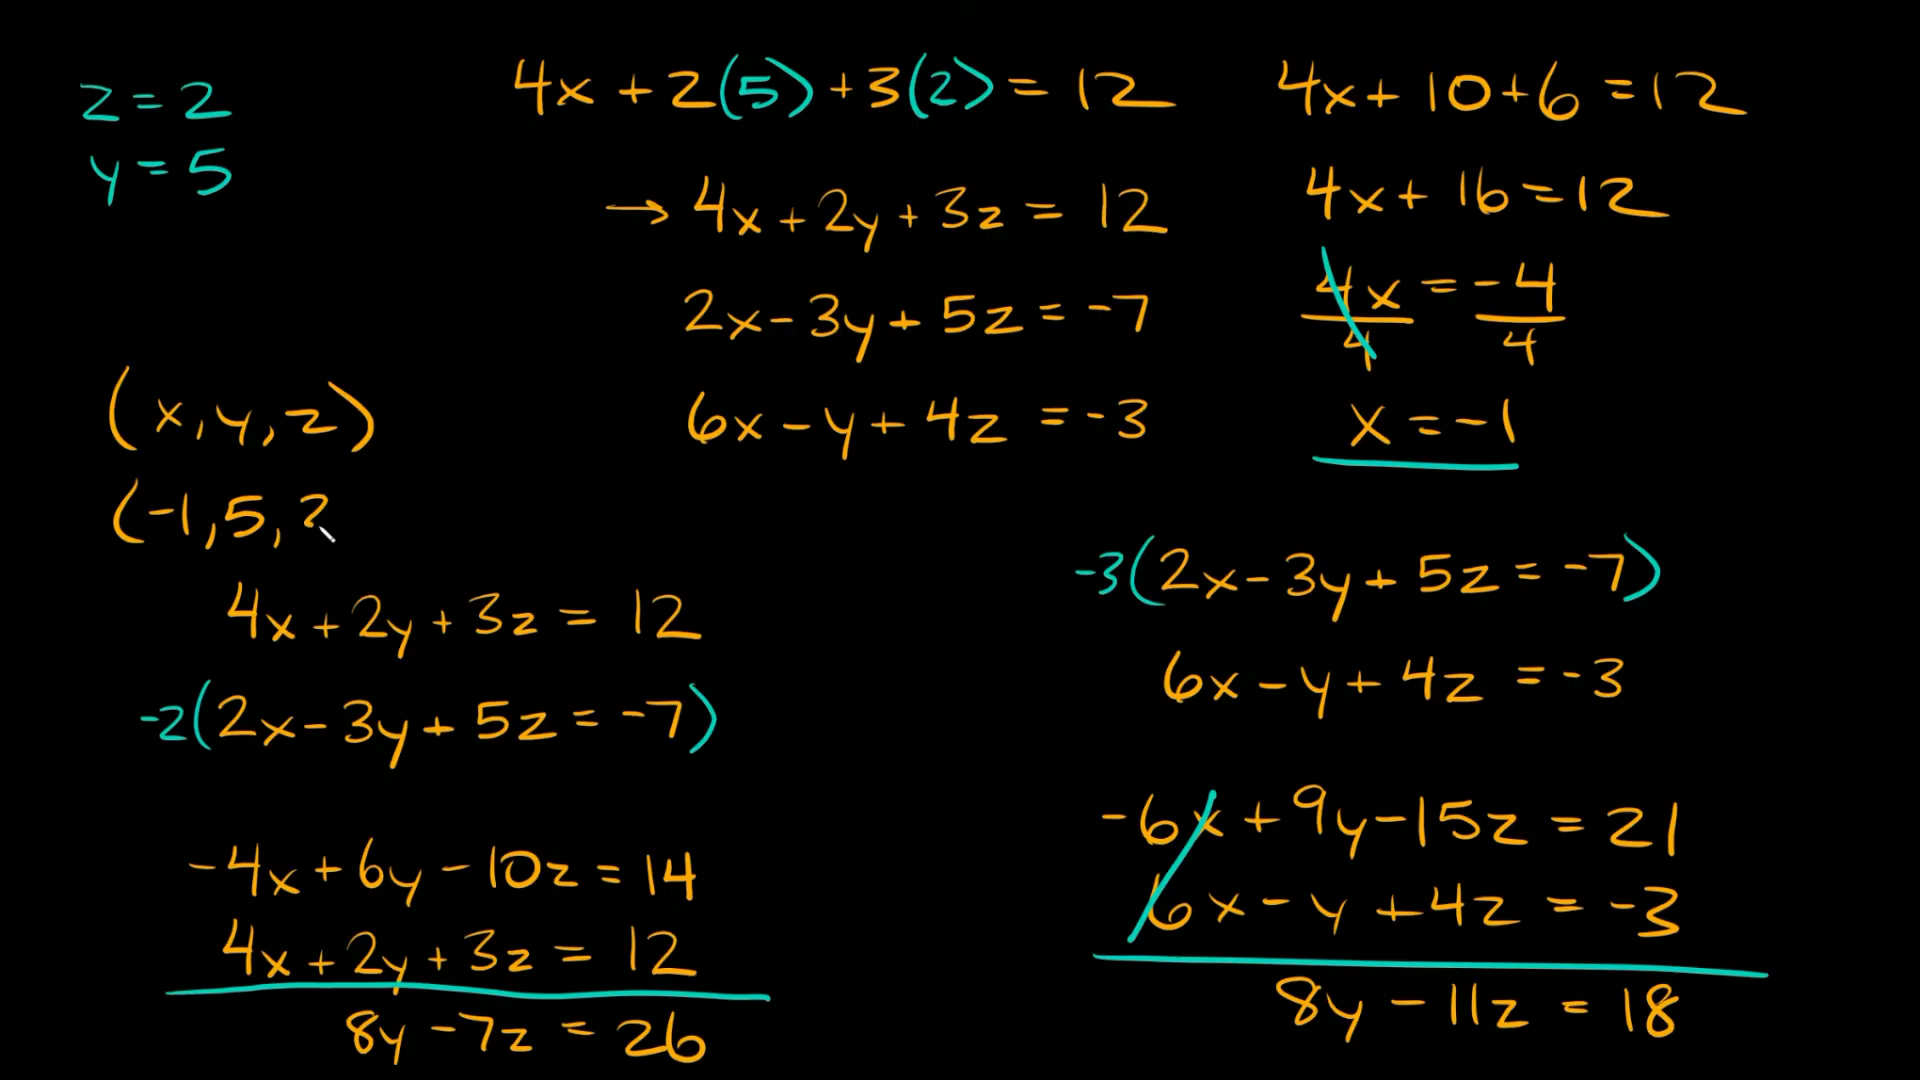 z = 2
y = 5
4x + 2(5) + 3(2) = 12
→ 4x + 2y + 3z = 12
2x - 3y + 5z = -7
6x - y + 4z = -3
4x + 10 + 6 = 12
4x + 16 = 12
4x = -4
4 4
x = -1
(x, y, z)
(-1, 5, 2
4x + 2y + 3z = 12
-2(2x - 3y + 5z = -7)
-4x + 6y - 10z = 14
4x + 2y + 3z = 12
8y - 7z = 26
-3(2x - 3y + 5z = -7)
6x - y + 4z = -3
-6x + 9y - 15z = 21
6x - y + 4z = -3
8y - 11z = 18